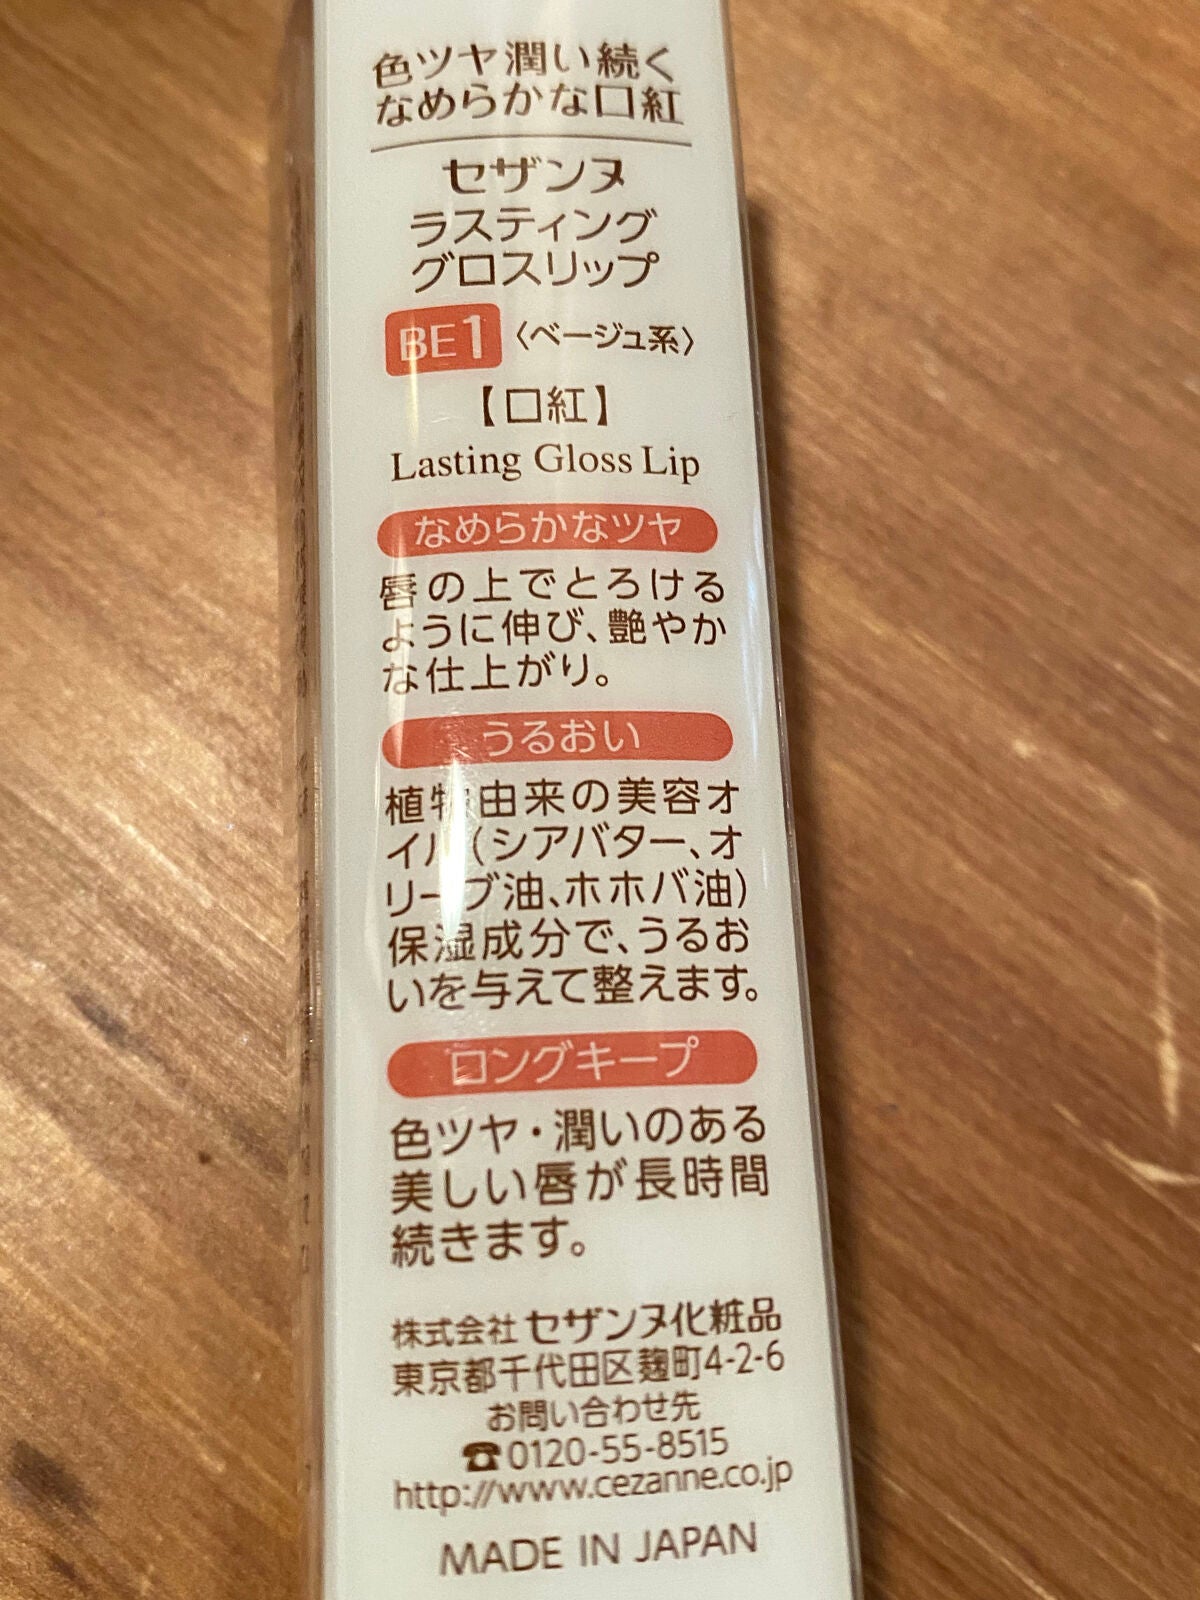 色ツヤ潤い続く
なめらかな口紅
セザンヌ
ラスティング
グロスリップ
BE1 〈ベージュ系〉
【口紅】
Lasting Gloss Lip
なめらかなツヤ
唇の上でとろける
ように伸び、艶やか
な仕上がり。
うるおい
植物由来の美容オ
イル(シアバター、オ
リーブ油、ホホバ油)
保湿成分で、うるお
いを与えて整えます。
ロングキープ
色ツヤ・潤いのある
美しい唇が長時間
続きます。
株式会社 セザンヌ化粧品
東京都千代田区麹町4-2-6
お問い合わせ先
☎0120-55-8515
http://www.cezanne.co.jp
MADE IN JAPAN